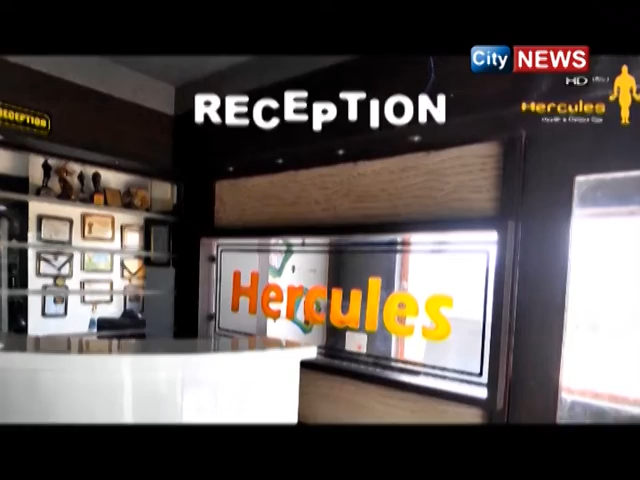 City NEWS
HD
RECEPTION
Hercules
RECEPTION
Hercules